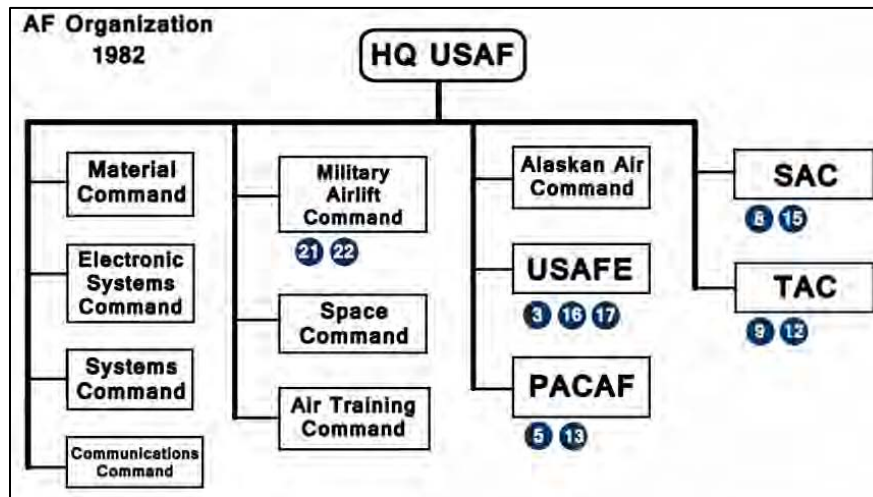 AF Organization
1982
HQ USAF
Material
Command
Electronic
Systems
Command
Systems
Command
Communications
Command
Military
Airlift
Command
21 22
Space
Command
Air Training
Command
Alaskan Air
Command
USAFE
3 16 17
PACAF
5 13
SAC
8 15
TAC
9 12